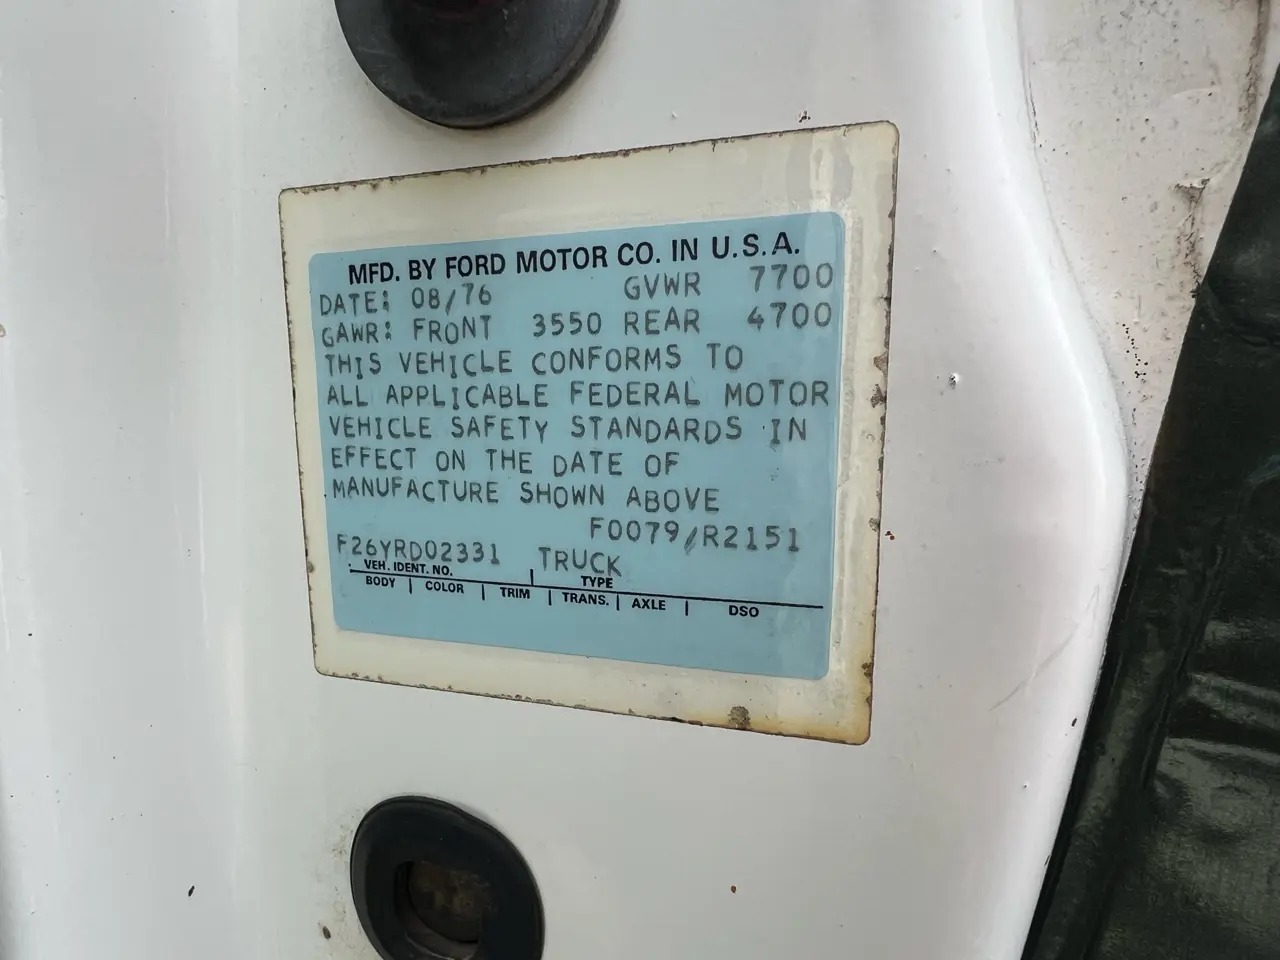 MFD. BY FORD MOTOR CO. IN U.S.A.
DATE: 08/76 GVWR 7700
GAWR: FRONT 3550 REAR 4700
THIS VEHICLE CONFORMS TO
ALL APPLICABLE FEDERAL MOTOR
VEHICLE SAFETY STANDARDS IN
EFFECT ON THE DATE OF
MANUFACTURE SHOWN ABOVE
F0079/R2151
F26YRD02331 TRUCK
VEH. IDENT. NO. TYPE
BODY | COLOR | TRIM | TRANS. | AXLE | DSO